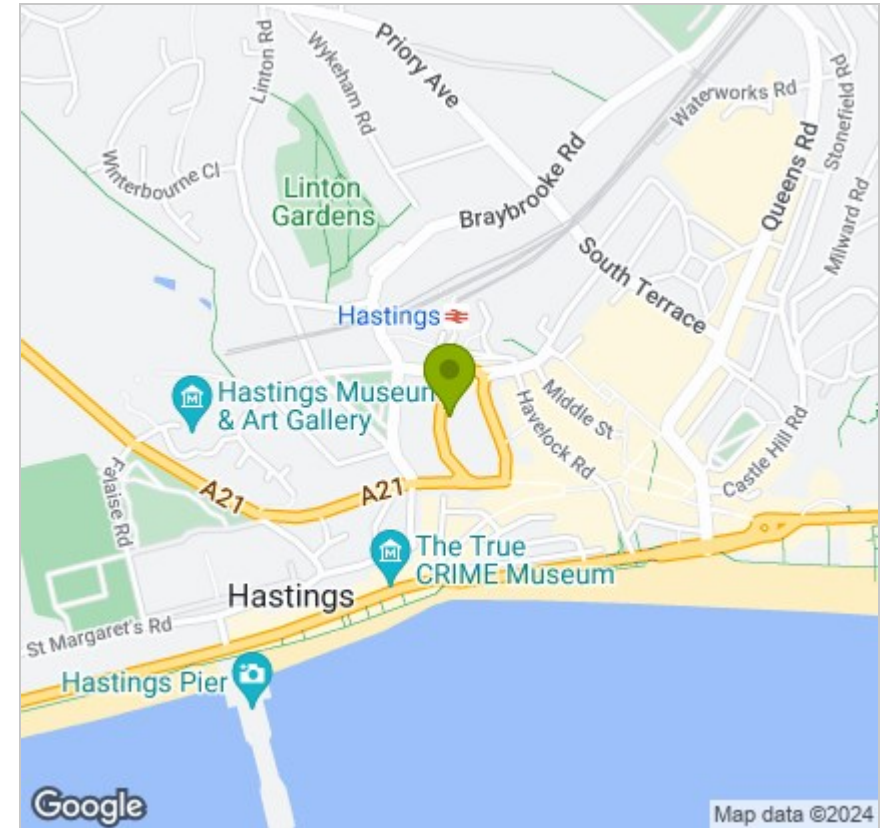 Linton Rd
Wykeham Rd
Priory Ave
Waterworks Rd
Stonefield Rd
Queens Rd
Milward Rd
Winterbourne Cl
Linton
Gardens
Braybrooke Rd
South Terrace
Hastings
Hastings Museum
& Art Gallery
Middle St
Havelock Rd
Castle Hill Rd
Falaise Rd
A21
A21
The True
CRIME Museum
Hastings
St Margaret's Rd
Hastings Pier
Google
Map data ©2024